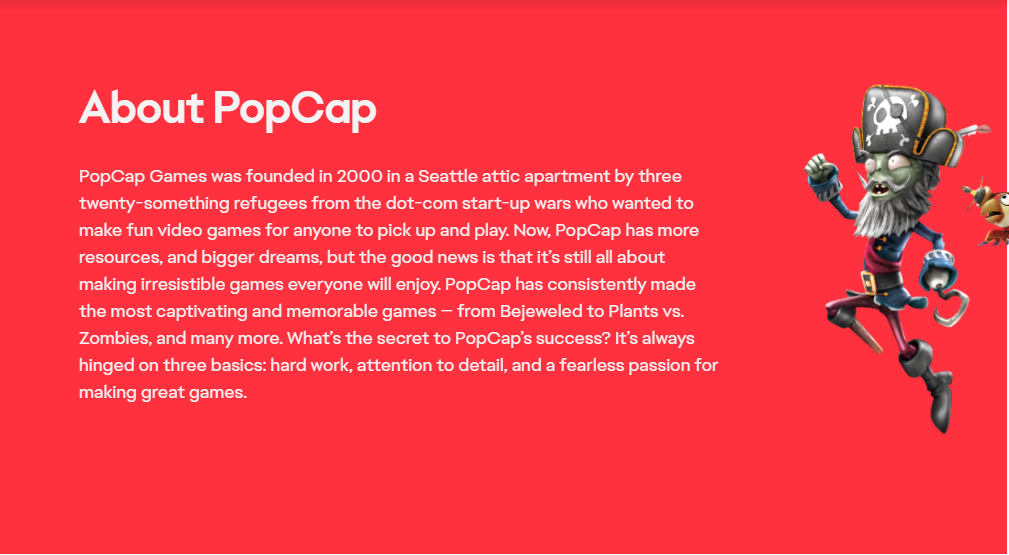 About PopCap
PopCap Games was founded in 2000 in a Seattle attic apartment by three
twenty-something refugees from the dot-com start-up wars who wanted to
make fun video games for anyone to pick up and play. Now, PopCap has more
resources, and bigger dreams, but the good news is that it’s still all about
making irresistible games everyone will enjoy. PopCap has consistently made
the most captivating and memorable games — from Bejeweled to Plants vs.
Zombies, and many more. What’s the secret to PopCap’s success? It’s always
hinged on three basics: hard work, attention to detail, and a fearless passion for
making great games.